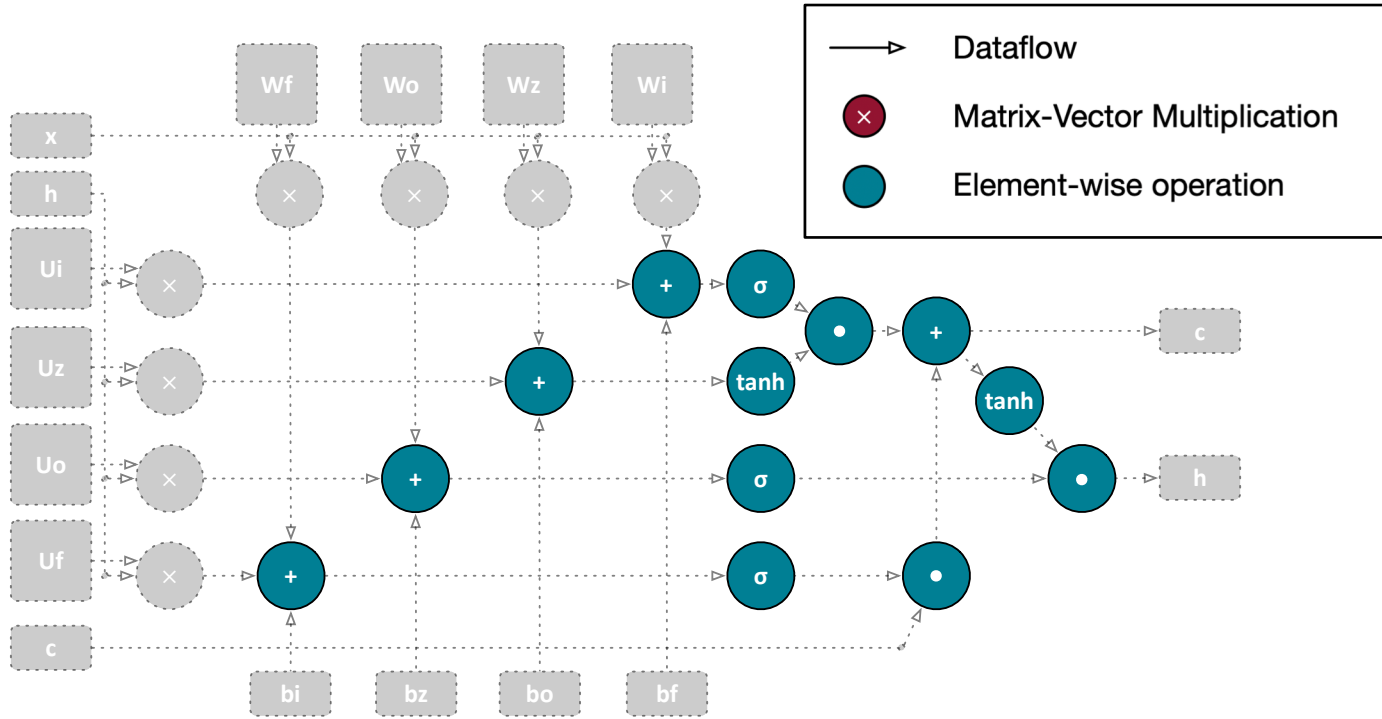 Dataflow
× Matrix-Vector Multiplication
Element-wise operation
Wf Wo Wz Wi
x
h
× × × ×
Ui × + σ
• + c
Uz × + tanh
tanh
Uo × + σ • h
Uf × + σ •
c
bi bz bo bf